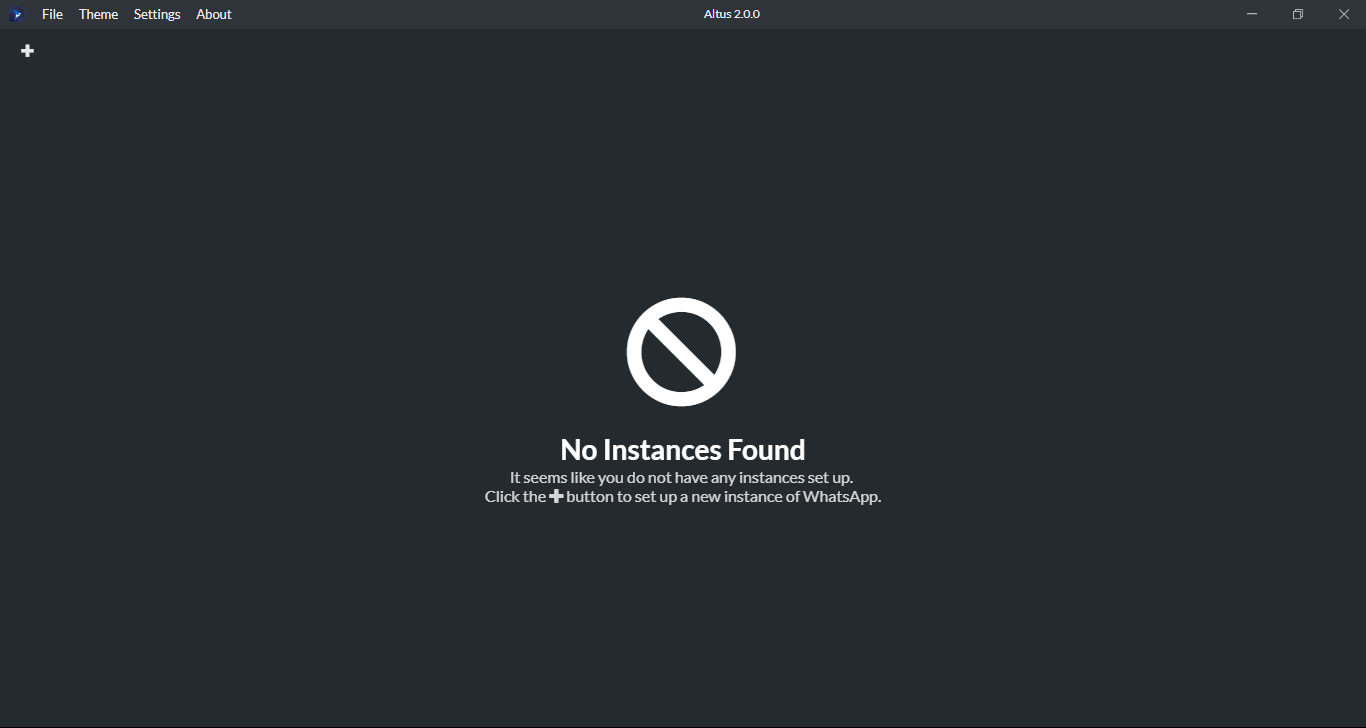 File Theme Settings About Altus 2.0.0
No Instances Found
It seems like you do not have any instances set up.
Click the ➕ button to set up a new instance of WhatsApp.